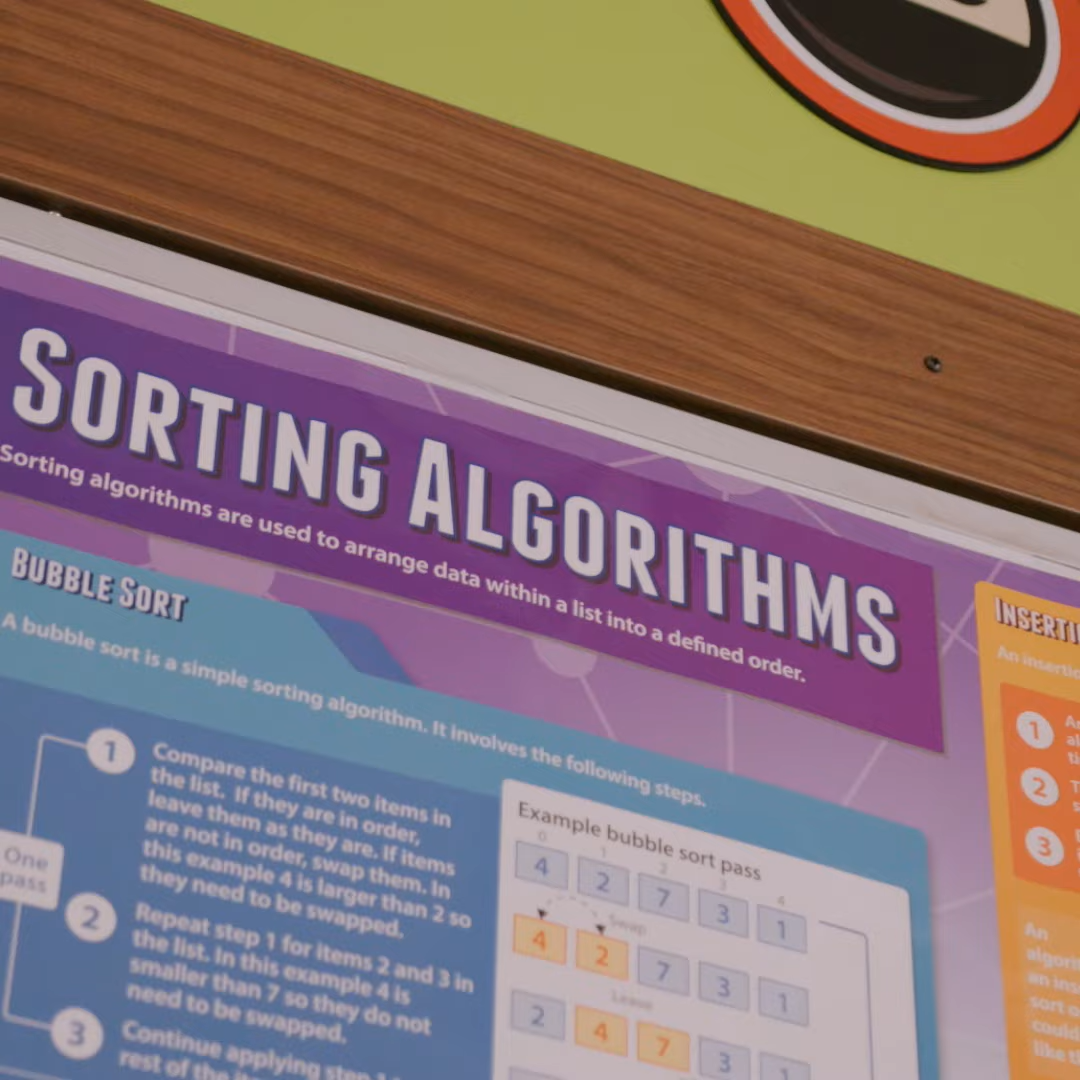 SORTING ALGORITHMS
Sorting algorithms are used to arrange data within a list into a defined order.
BUBBLE SORT
A bubble sort is a simple sorting algorithm. It involves the following steps.
1
Compare the first two items in
the list. If they are in order,
leave them as they are. If items
are not in order, swap them. In
this example 4 is larger than 2 so
they need to be swapped.
One
pass
2
Repeat step 1 for items 2 and 3 in
the list. In this example 4 is
smaller than 7 so they do not
need to be swapped.
3
Continue applying step
rest of the
Example bubble sort pass
0 1 2 3 4
4 2 7 3 1
Swap
4 2 7 3 1
Leave
2 4 7 3 1
An
1
2
3
An